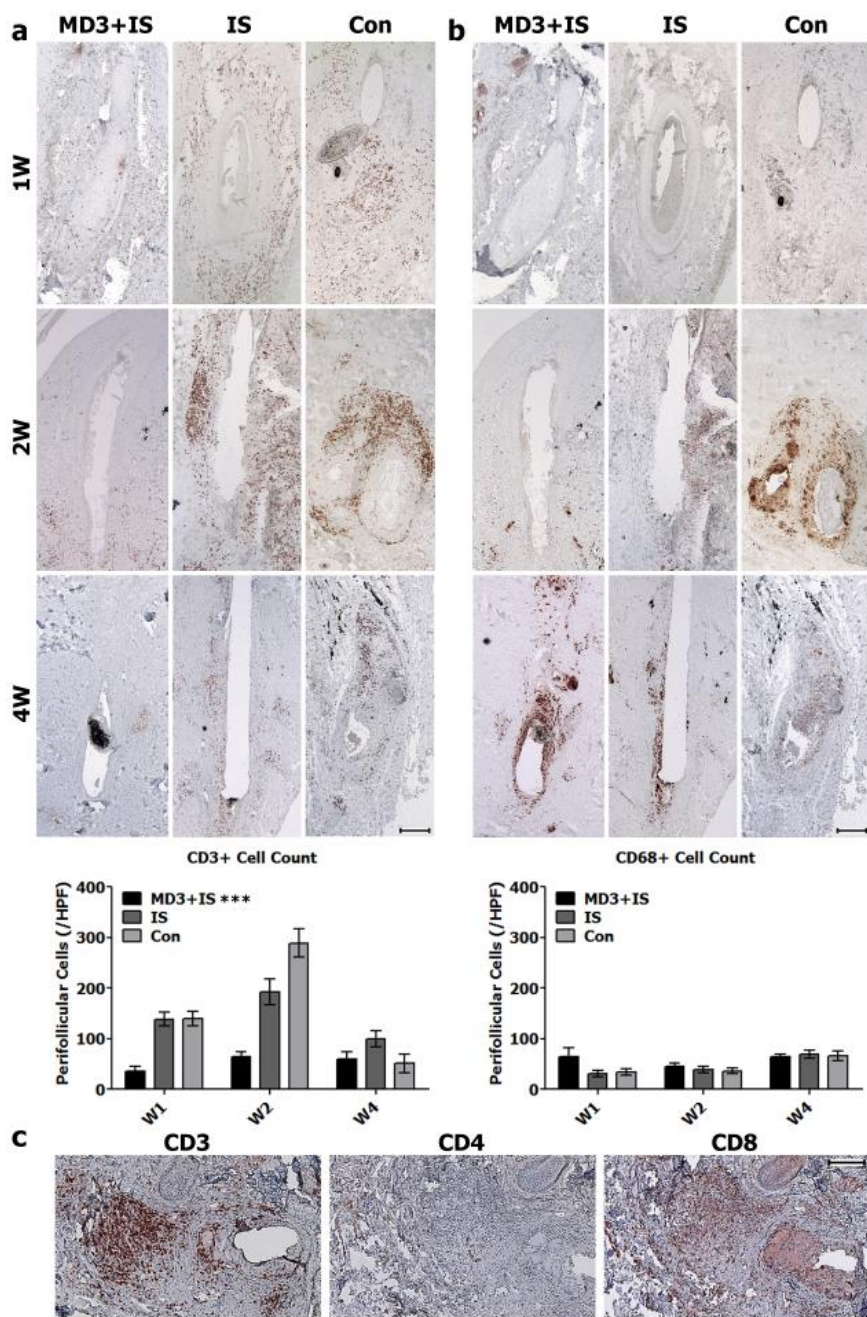 a MD3+IS IS Con b MD3+IS IS Con
1W
2W
4W
CD3+ Cell Count
Perifollicular Cells (/HPF)
400
300
200
100
0
MD3+IS ***
IS
Con
W1 W2 W4
CD68+ Cell Count
Perifollicular Cells (/HPF)
400
300
200
100
0
MD3+IS
IS
Con
W1 W2 W4
c CD3 CD4 CD8